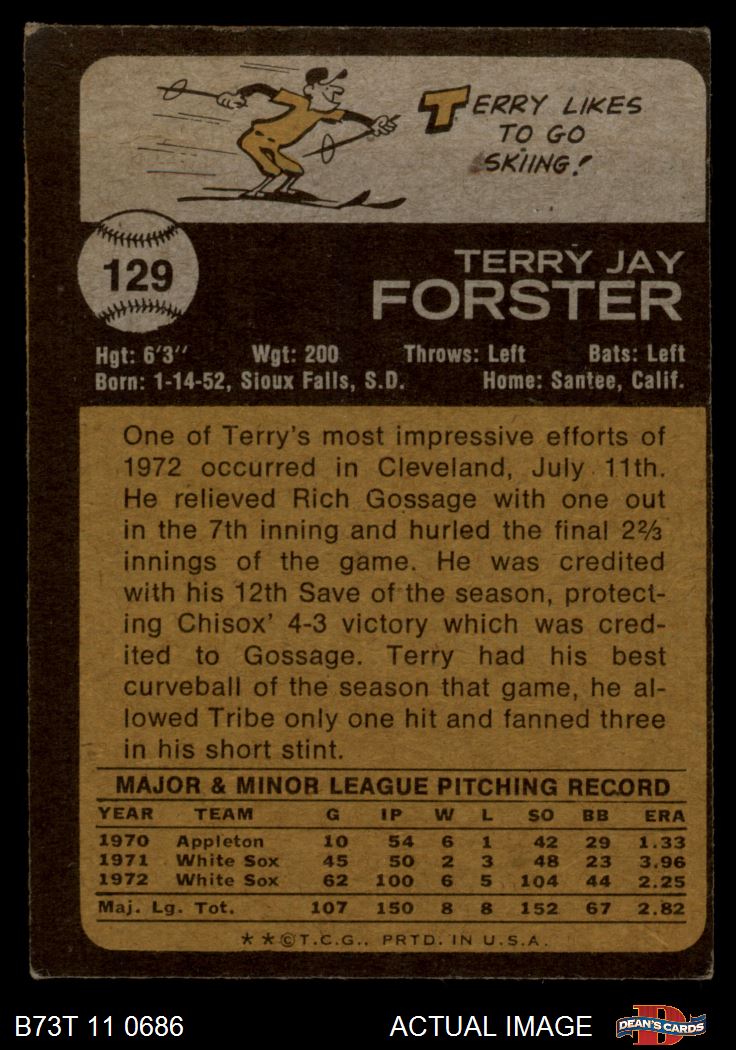 TERRY LIKES
TO GO
SKIING!
129
TERRY JAY
FORSTER
Hgt: 6'3" Wgt: 200 Throws: Left Bats: Left
Born: 1-14-52, Sioux Falls, S.D. Home: Santee, Calif.
One of Terry's most impressive efforts of
1972 occurred in Cleveland, July 11th.
He relieved Rich Gossage with one out
in the 7th inning and hurled the final 2⅔
innings of the game. He was credited
with his 12th Save of the season, protect-
ing Chisox' 4-3 victory which was cred-
ited to Gossage. Terry had his best
curveball of the season that game, he al-
lowed Tribe only one hit and fanned three
in his short stint.
MAJOR & MINOR LEAGUE PITCHING RECORD
YEAR TEAM G IP W L SO BB ERA
1970 Appleton 10 54 6 1 42 29 1.33
1971 White Sox 45 50 2 3 48 23 3.96
1972 White Sox 62 100 6 5 104 44 2.25
Maj. Lg. Tot. 107 150 8 8 152 67 2.82
★ ★ © T.C.G., PRTD. IN U.S.A.
B73T 11 0686 ACTUAL IMAGE D DEAN'S CARDS